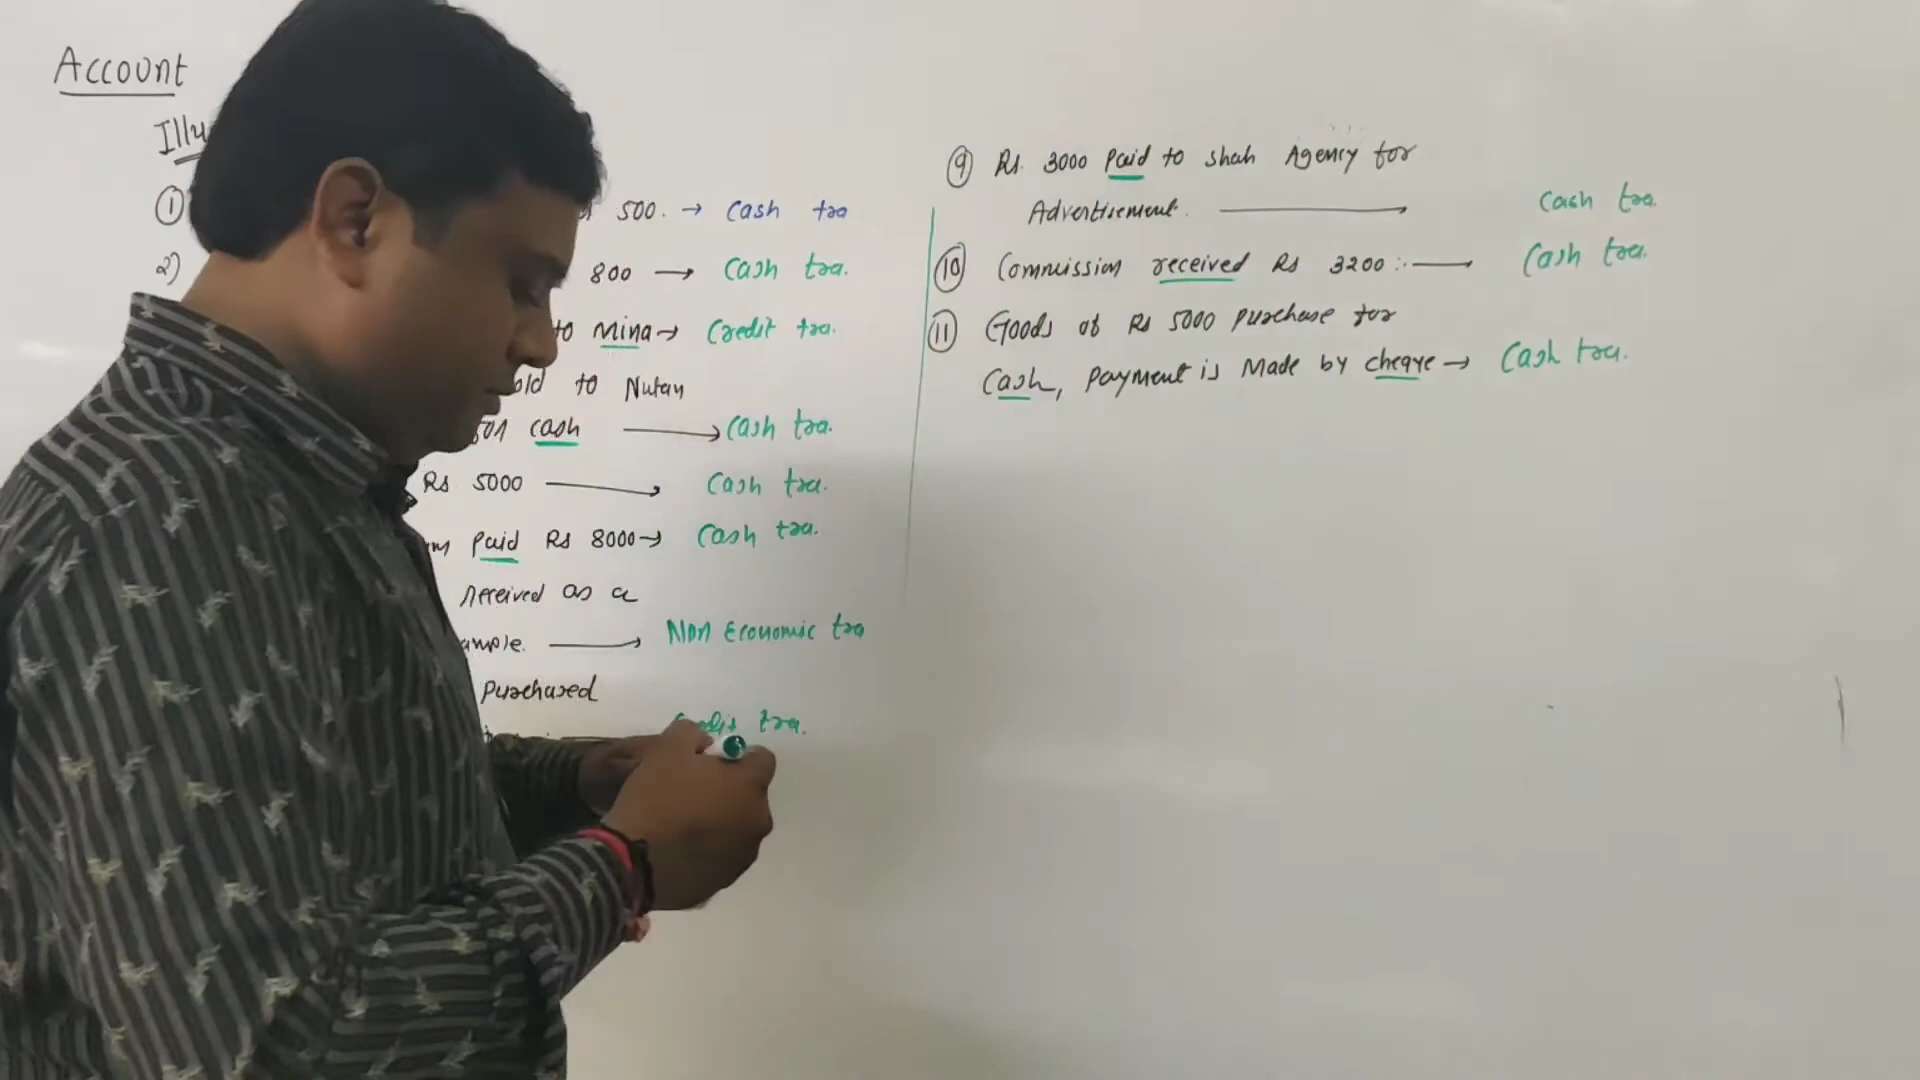 Account
Illu
① 500. → Cash tra
2) 800 → Cash tra.
to Mina → Credit tra.
old to Nutan
cash → Cash tra.
Rs 5000 → Cash tra.
paid Rs 8000 → Cash tra.
received as a
ample. → Non Economic tra
purchased
tra.
⑨ Rs. 3000 paid to shah Agency for
Advertisement. → Cash tra.
⑩ Commission received Rs 3200 :- → Cash tra.
⑪ Goods of Rs 5000 purchase for
Cash, payment is Made by cheqye → Cash tra.